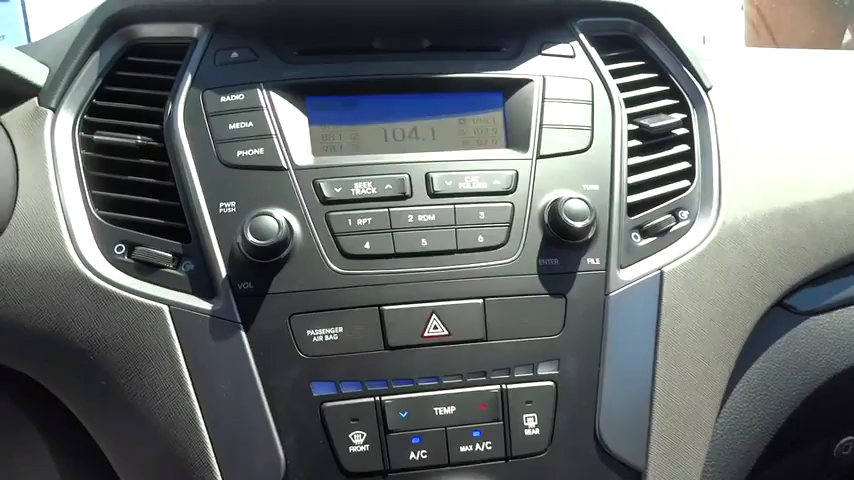 RADIO
MEDIA
PHONE
104.1
SEEK
TRACK
CAT
FOLDER
PWR
PUSH
VOL
TUNE
ENTER
FILE
1 RPT
2 RDM
3
4
5
6
PASSENGER
AIR BAG
TEMP
FRONT
A/C
MAX A/C
REAR